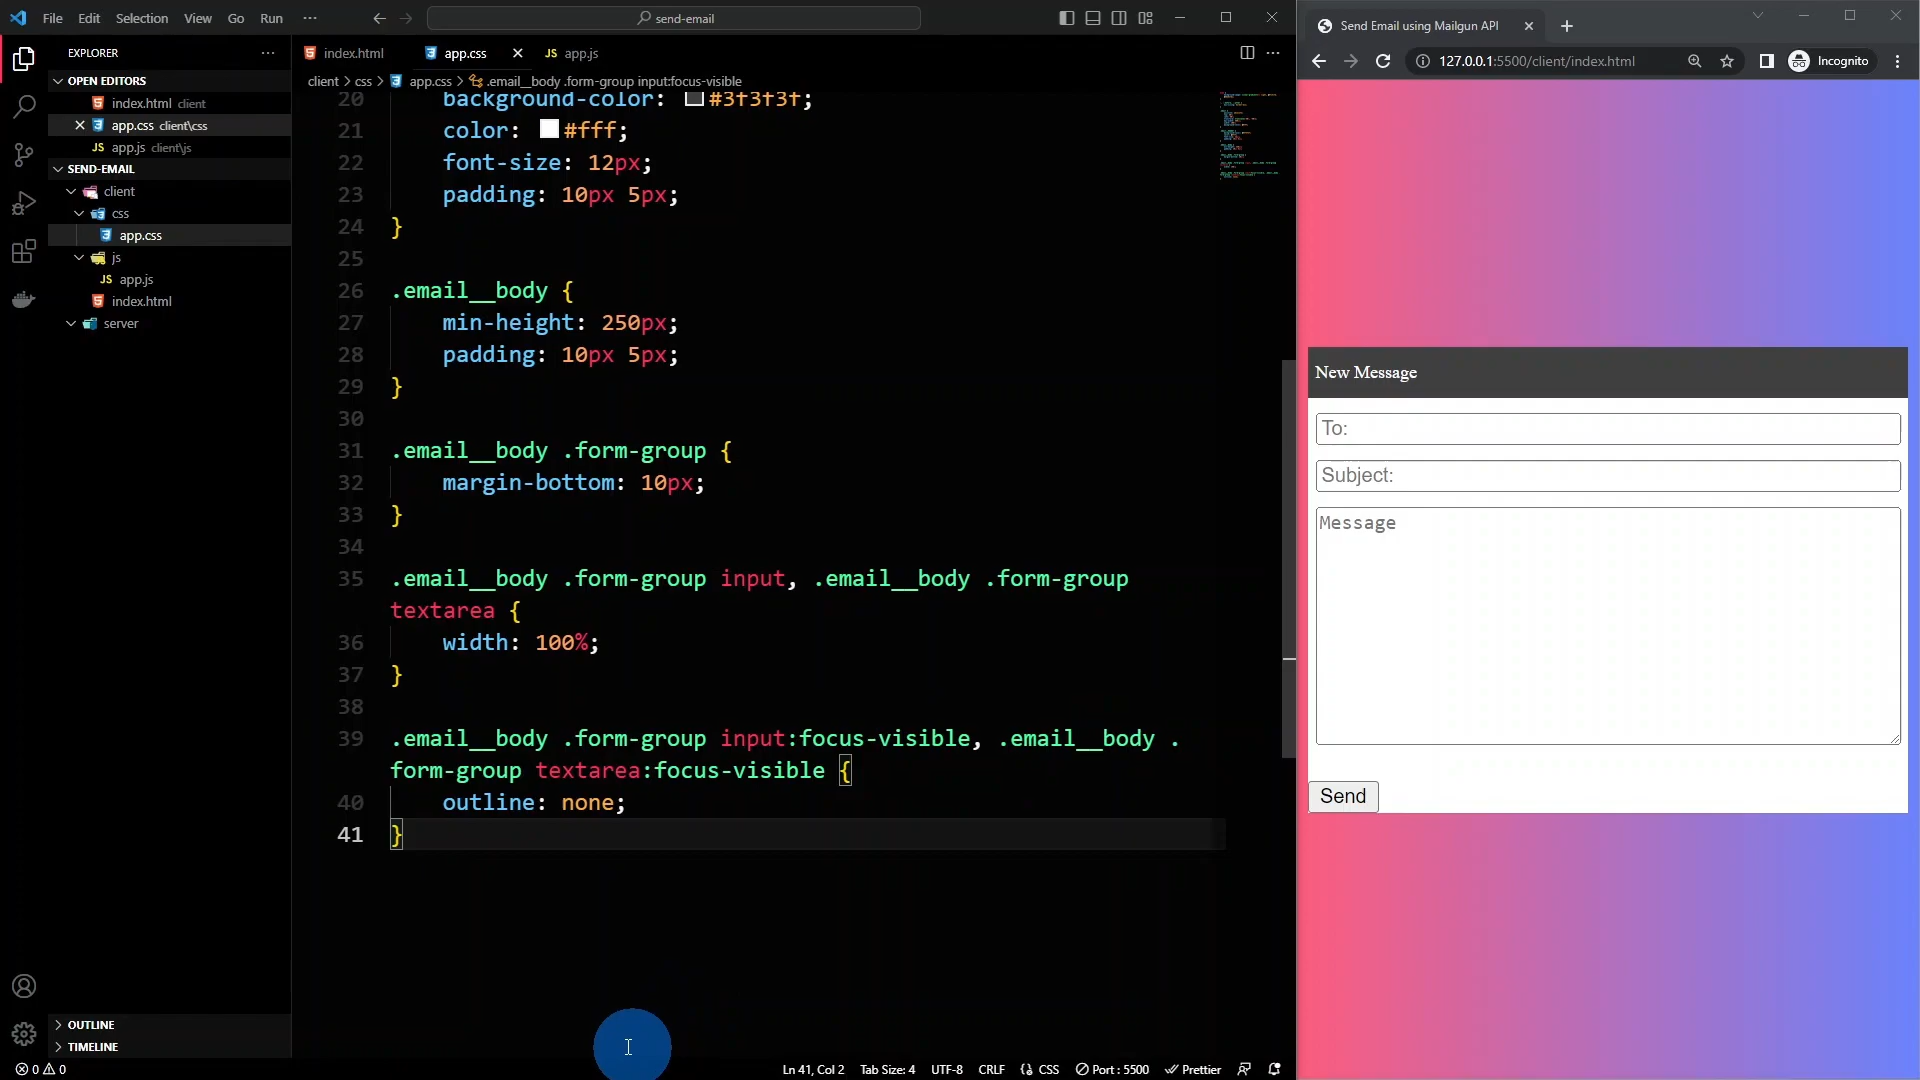 File Edit Selection View Go Run ···
send-email
EXPLORER ···
OPEN EDITORS
index.html client
app.css client\css
JS app.js client\js
SEND-EMAIL
client
css
app.css
js
JS app.js
index.html
server
OUTLINE
TIMELINE
index.html app.css JS app.js
client > css > app.css > .email__body .form-group input:focus-visible
20 background-color: #3f3f3f;
21 color: #fff;
22 font-size: 12px;
23 padding: 10px 5px;
24 }
25
26 .email__body {
27 min-height: 250px;
28 padding: 10px 5px;
29 }
30
31 .email__body .form-group {
32 margin-bottom: 10px;
33 }
34
35 .email__body .form-group input, .email__body .form-group
textarea {
36 width: 100%;
37 }
38
39 .email__body .form-group input:focus-visible, .email__body .
form-group textarea:focus-visible {
40 outline: none;
41 }
0 0 Ln 41, Col 2 Tab Size: 4 UTF-8 CRLF {} CSS Port : 5500 Prettier
Send Email using Mailgun API
127.0.0.1:5500/client/index.html Incognito
New Message
To:
Subject:
Message
Send